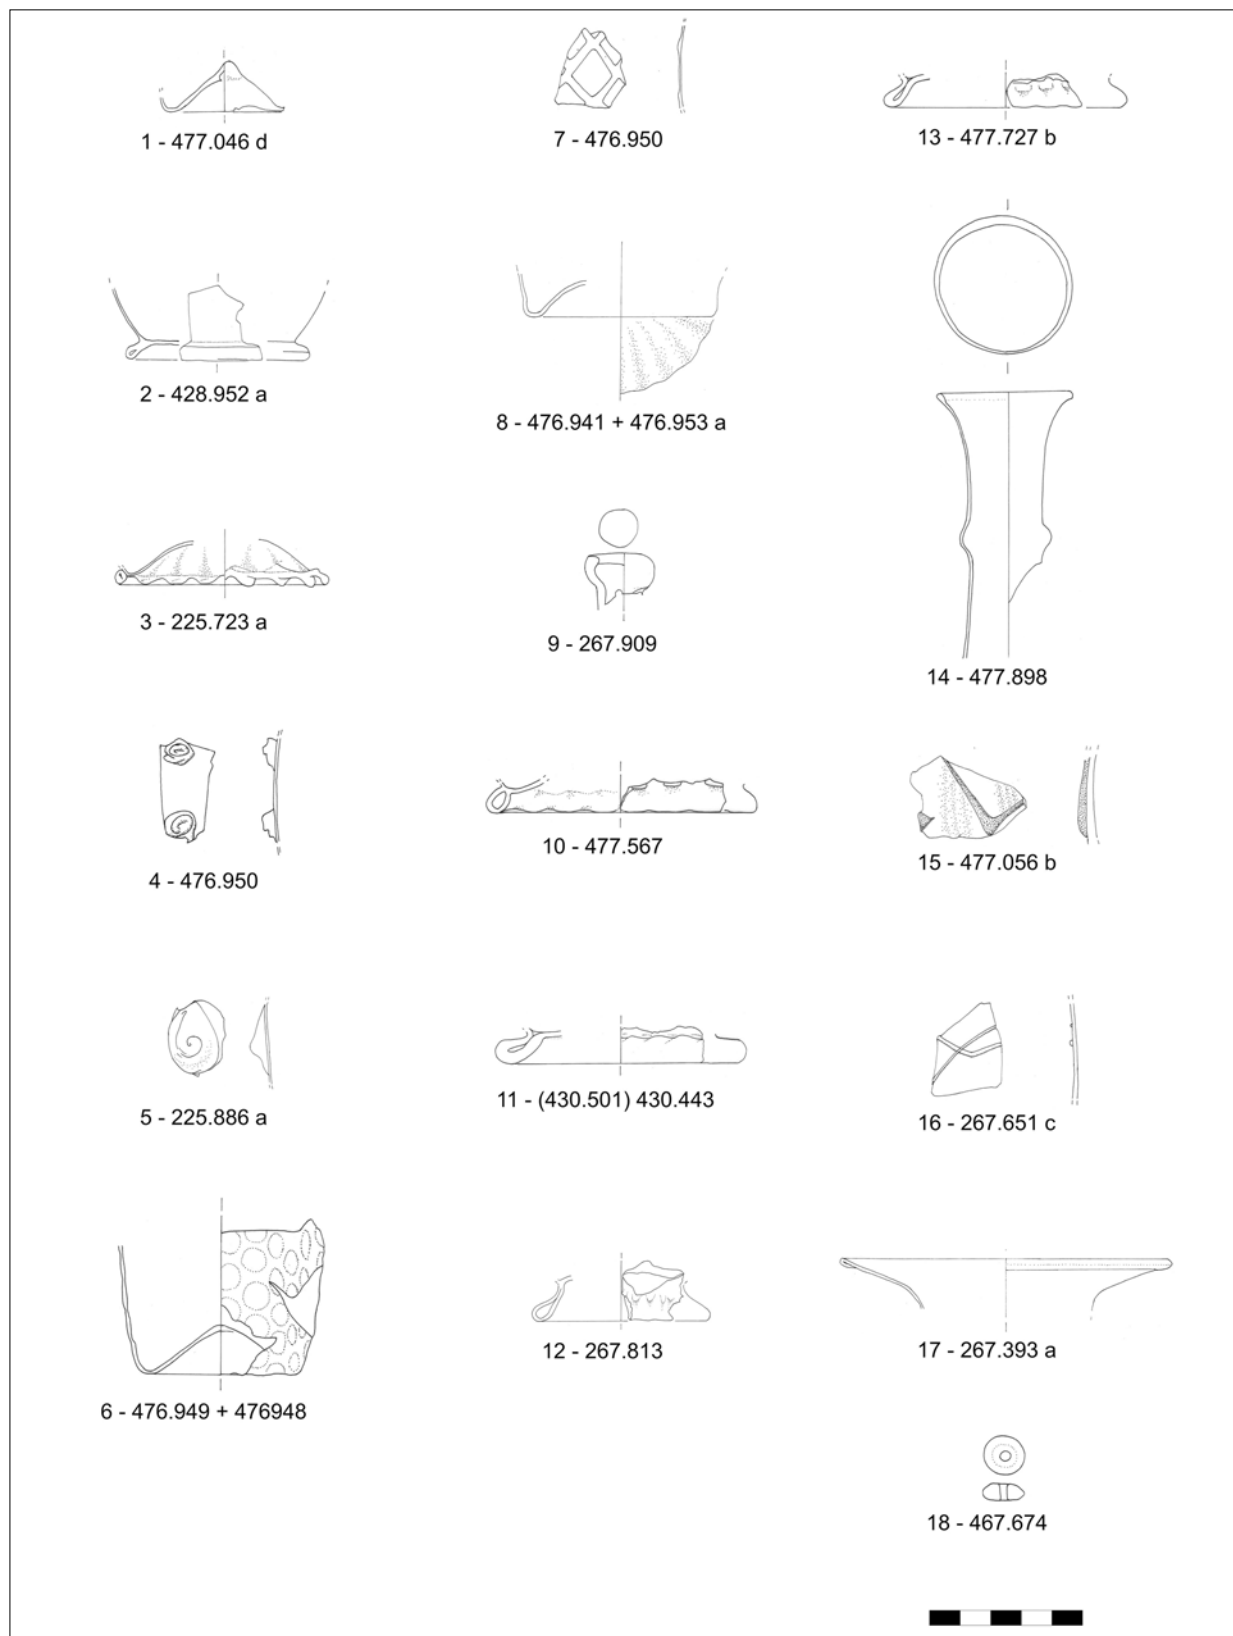 1 - 477.046 d
2 - 428.952 a
3 - 225.723 a
4 - 476.950
5 - 225.886 a
6 - 476.949 + 476948
7 - 476.950
8 - 476.941 + 476.953 a
9 - 267.909
10 - 477.567
11 - (430.501) 430.443
12 - 267.813
13 - 477.727 b
14 - 477.898
15 - 477.056 b
16 - 267.651 c
17 - 267.393 a
18 - 467.674